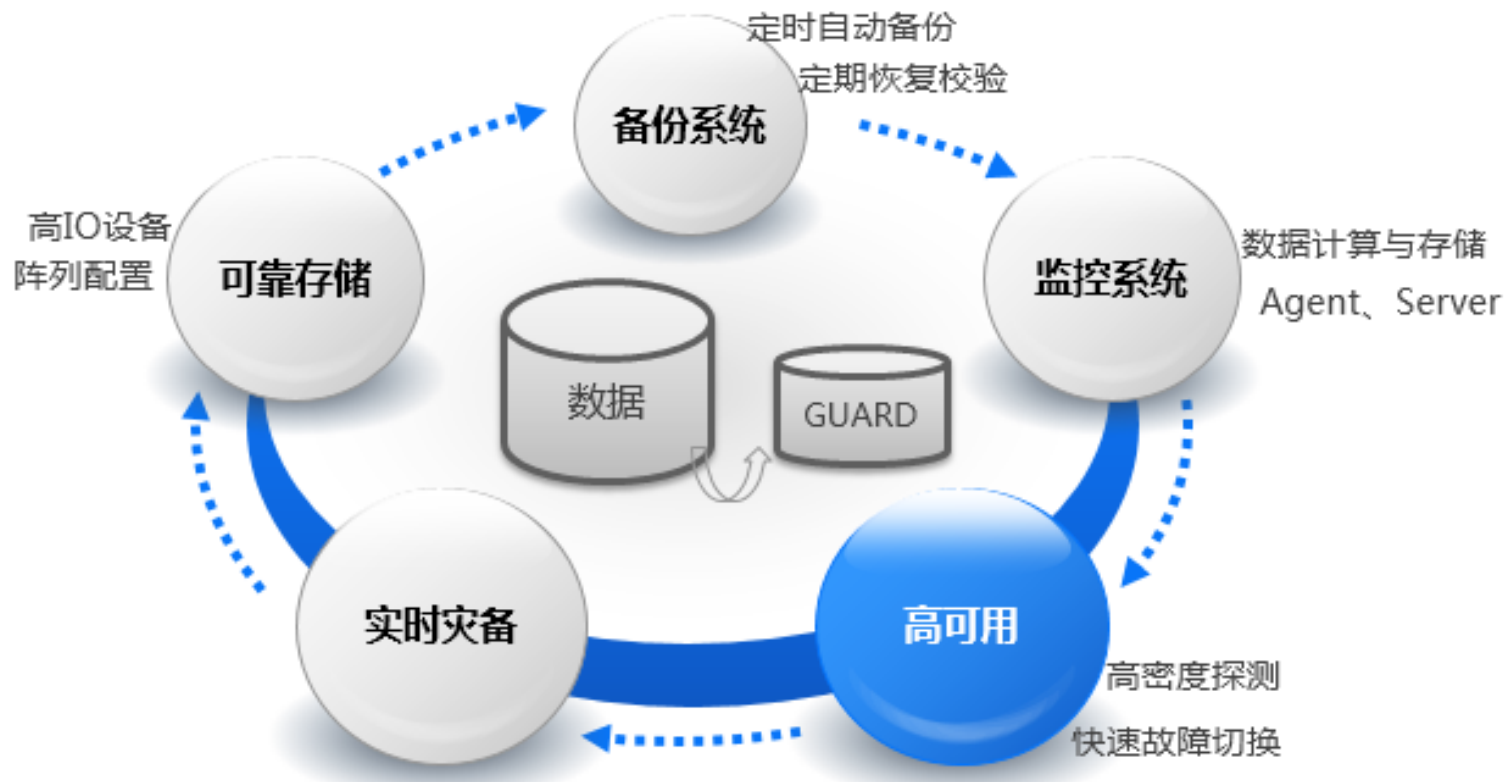 定时自动备份
定期恢复校验
备份系统
高IO设备
阵列配置
可靠存储
监控系统
数据计算与存储
Agent、Server
数据
GUARD
实时灾备
高可用
高密度探测
快速故障切换